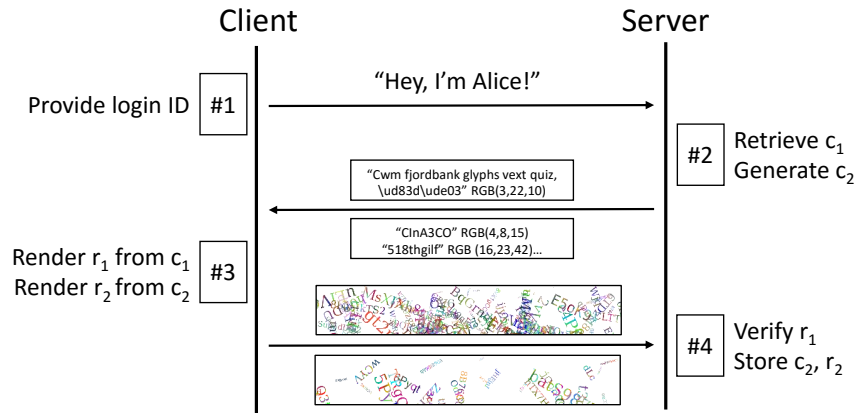 Client
Server
Provide login ID
#1
“Hey, I’m Alice!”
#2
Retrieve c₁
Generate c₂
“Cwm fjordbank glyphs vext quiz,
\ud83d\ude03” RGB(3,22,10)
“CInA3CO” RGB(4,8,15)
“518thgilf” RGB (16,23,42)…
Render r₁ from c₁
Render r₂ from c₂
#3
#4
Verify r₁
Store c₂, r₂